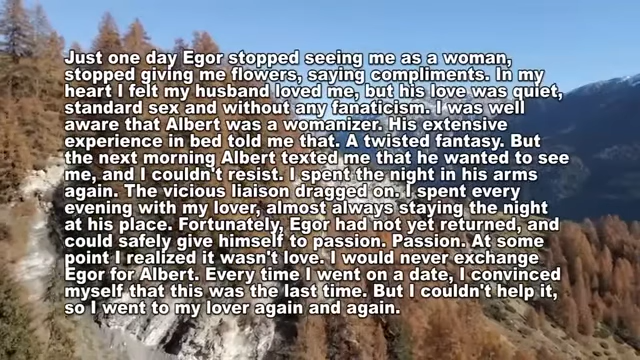 Just one day Egor stopped seeing me as a woman,
stopped giving me flowers, saying compliments. In my
heart I felt my husband loved me, but his love was quiet,
standard sex and without any fanaticism. I was well
aware that Albert was a womanizer. His extensive
experience in bed told me that. A twisted fantasy. But
the next morning Albert texted me that he wanted to see
me, and I couldn't resist. I spent the night in his arms
again. The vicious liaison dragged on. I spent every
evening with my lover, almost always staying the night
at his place. Fortunately, Egor had not yet returned, and
could safely give himself to passion. Passion. At some
point I realized it wasn't love. I would never exchange
Egor for Albert. Every time I went on a date, I convinced
myself that this was the last time. But I couldn't help it,
so I went to my lover again and again.